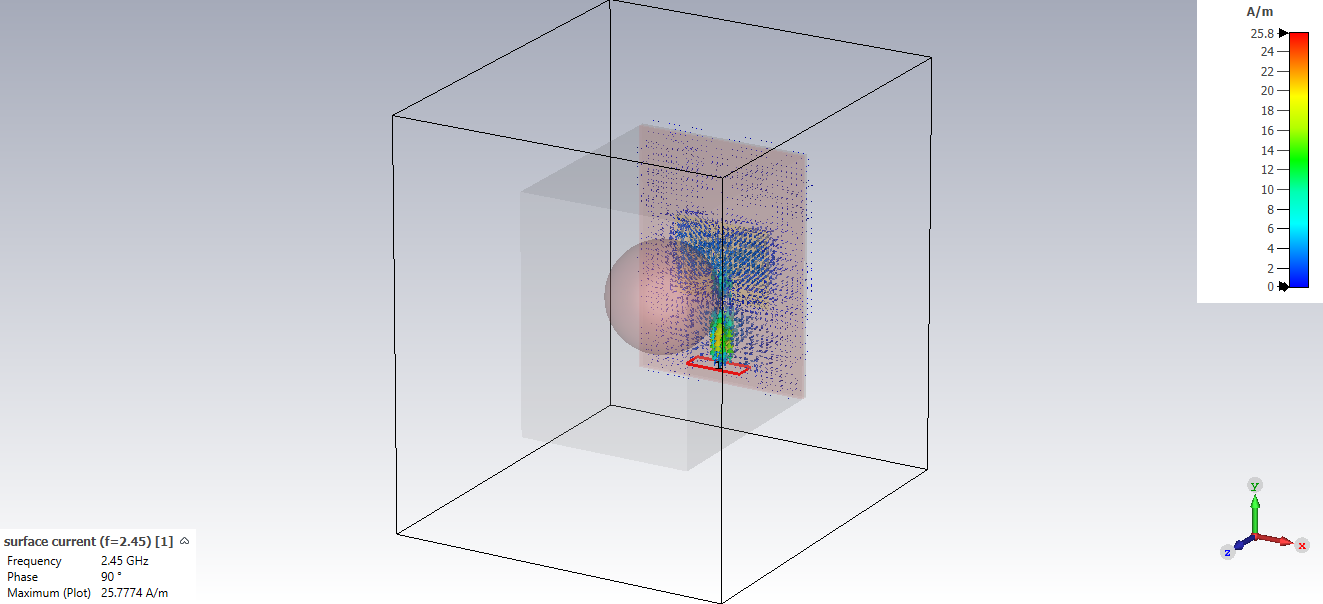 A/m
25.8
24
22
20
18
16
14
12
10
8
6
4
2
0
1
Y
z
x
surface current (f=2.45) [1]
Frequency 2.45 GHz
Phase 90 °
Maximum (Plot) 25.7774 A/m